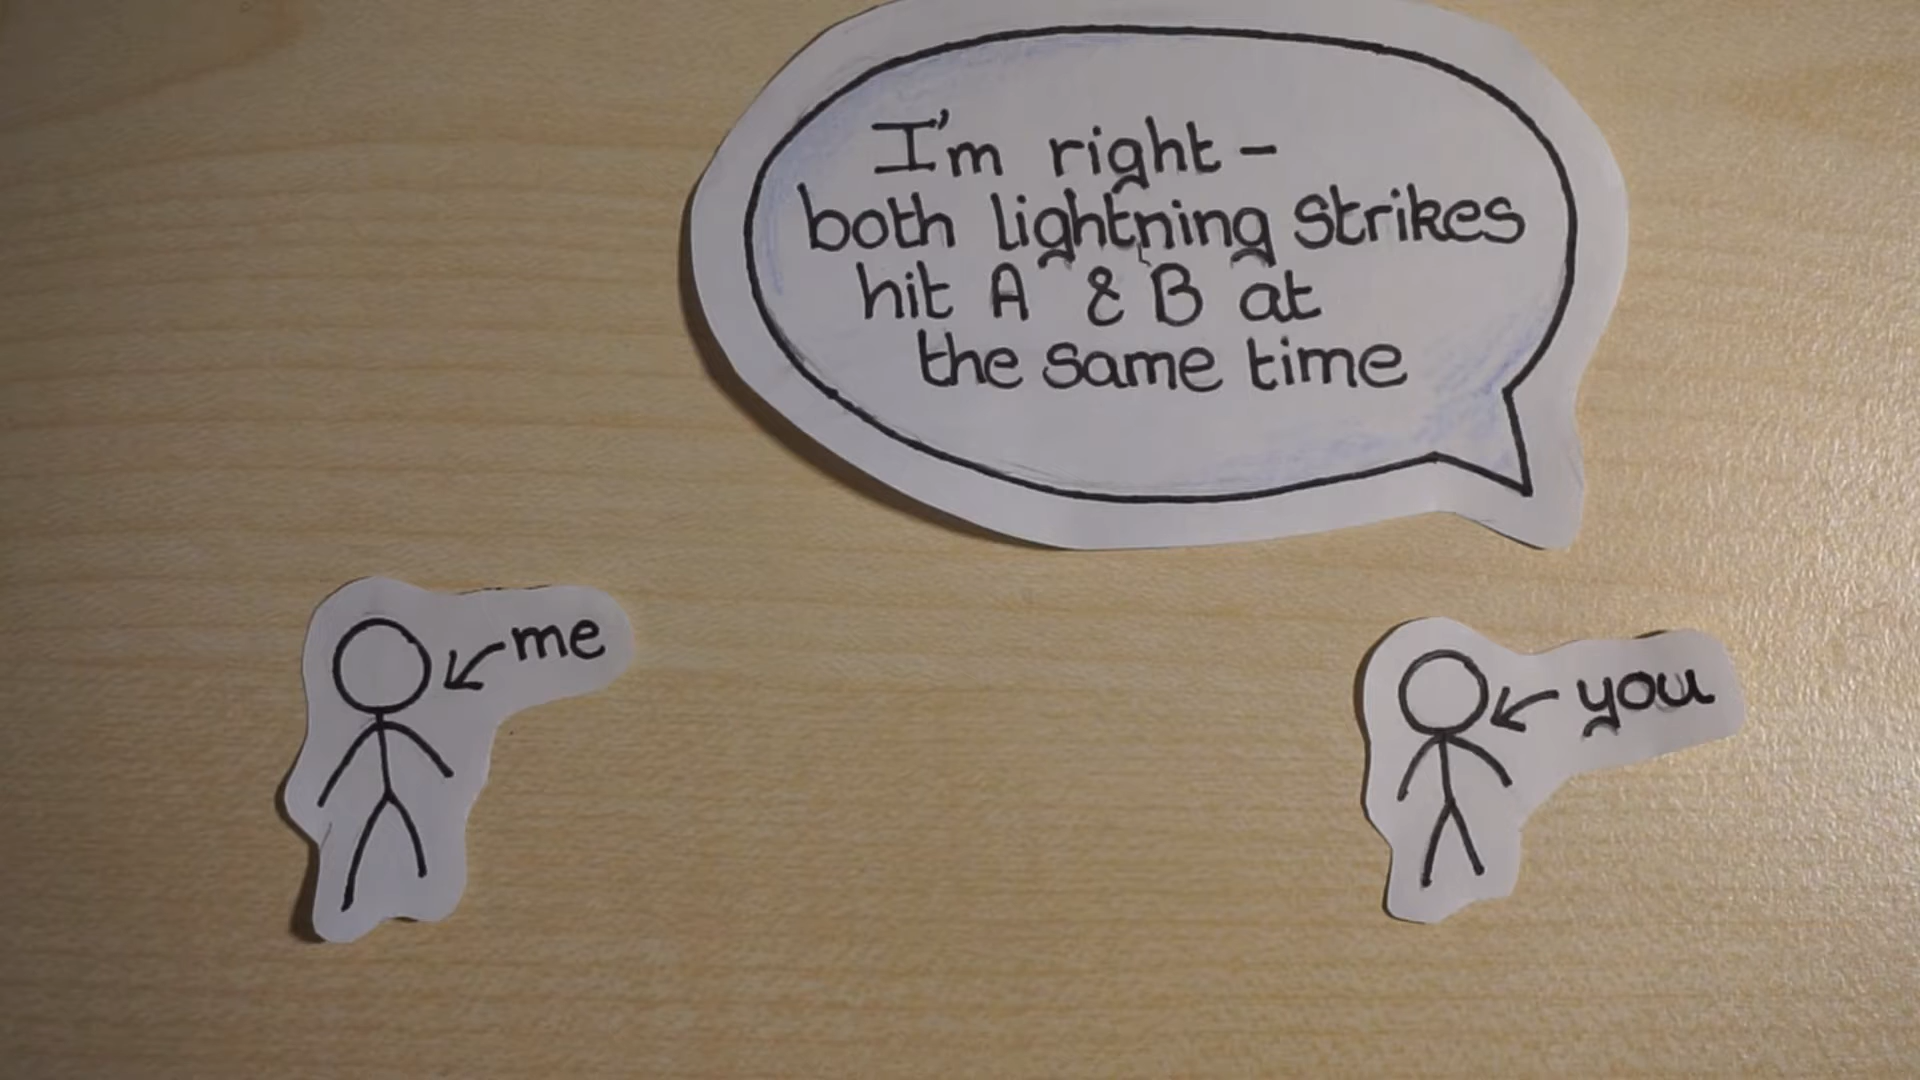 I'm right -
both lightning strikes
hit A & B at
the same time
me
you